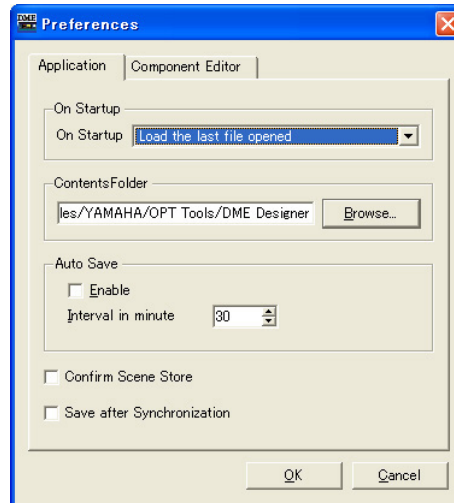 DME
Preferences
Application
Component Editor
On Startup
On Startup Load the last file opened
ContentsFolder
les/YAMAHA/OPT Tools/DME Designer Browse...
Auto Save
Enable
Interval in minute 30
Confirm Scene Store
Save after Synchronization
OK Cancel